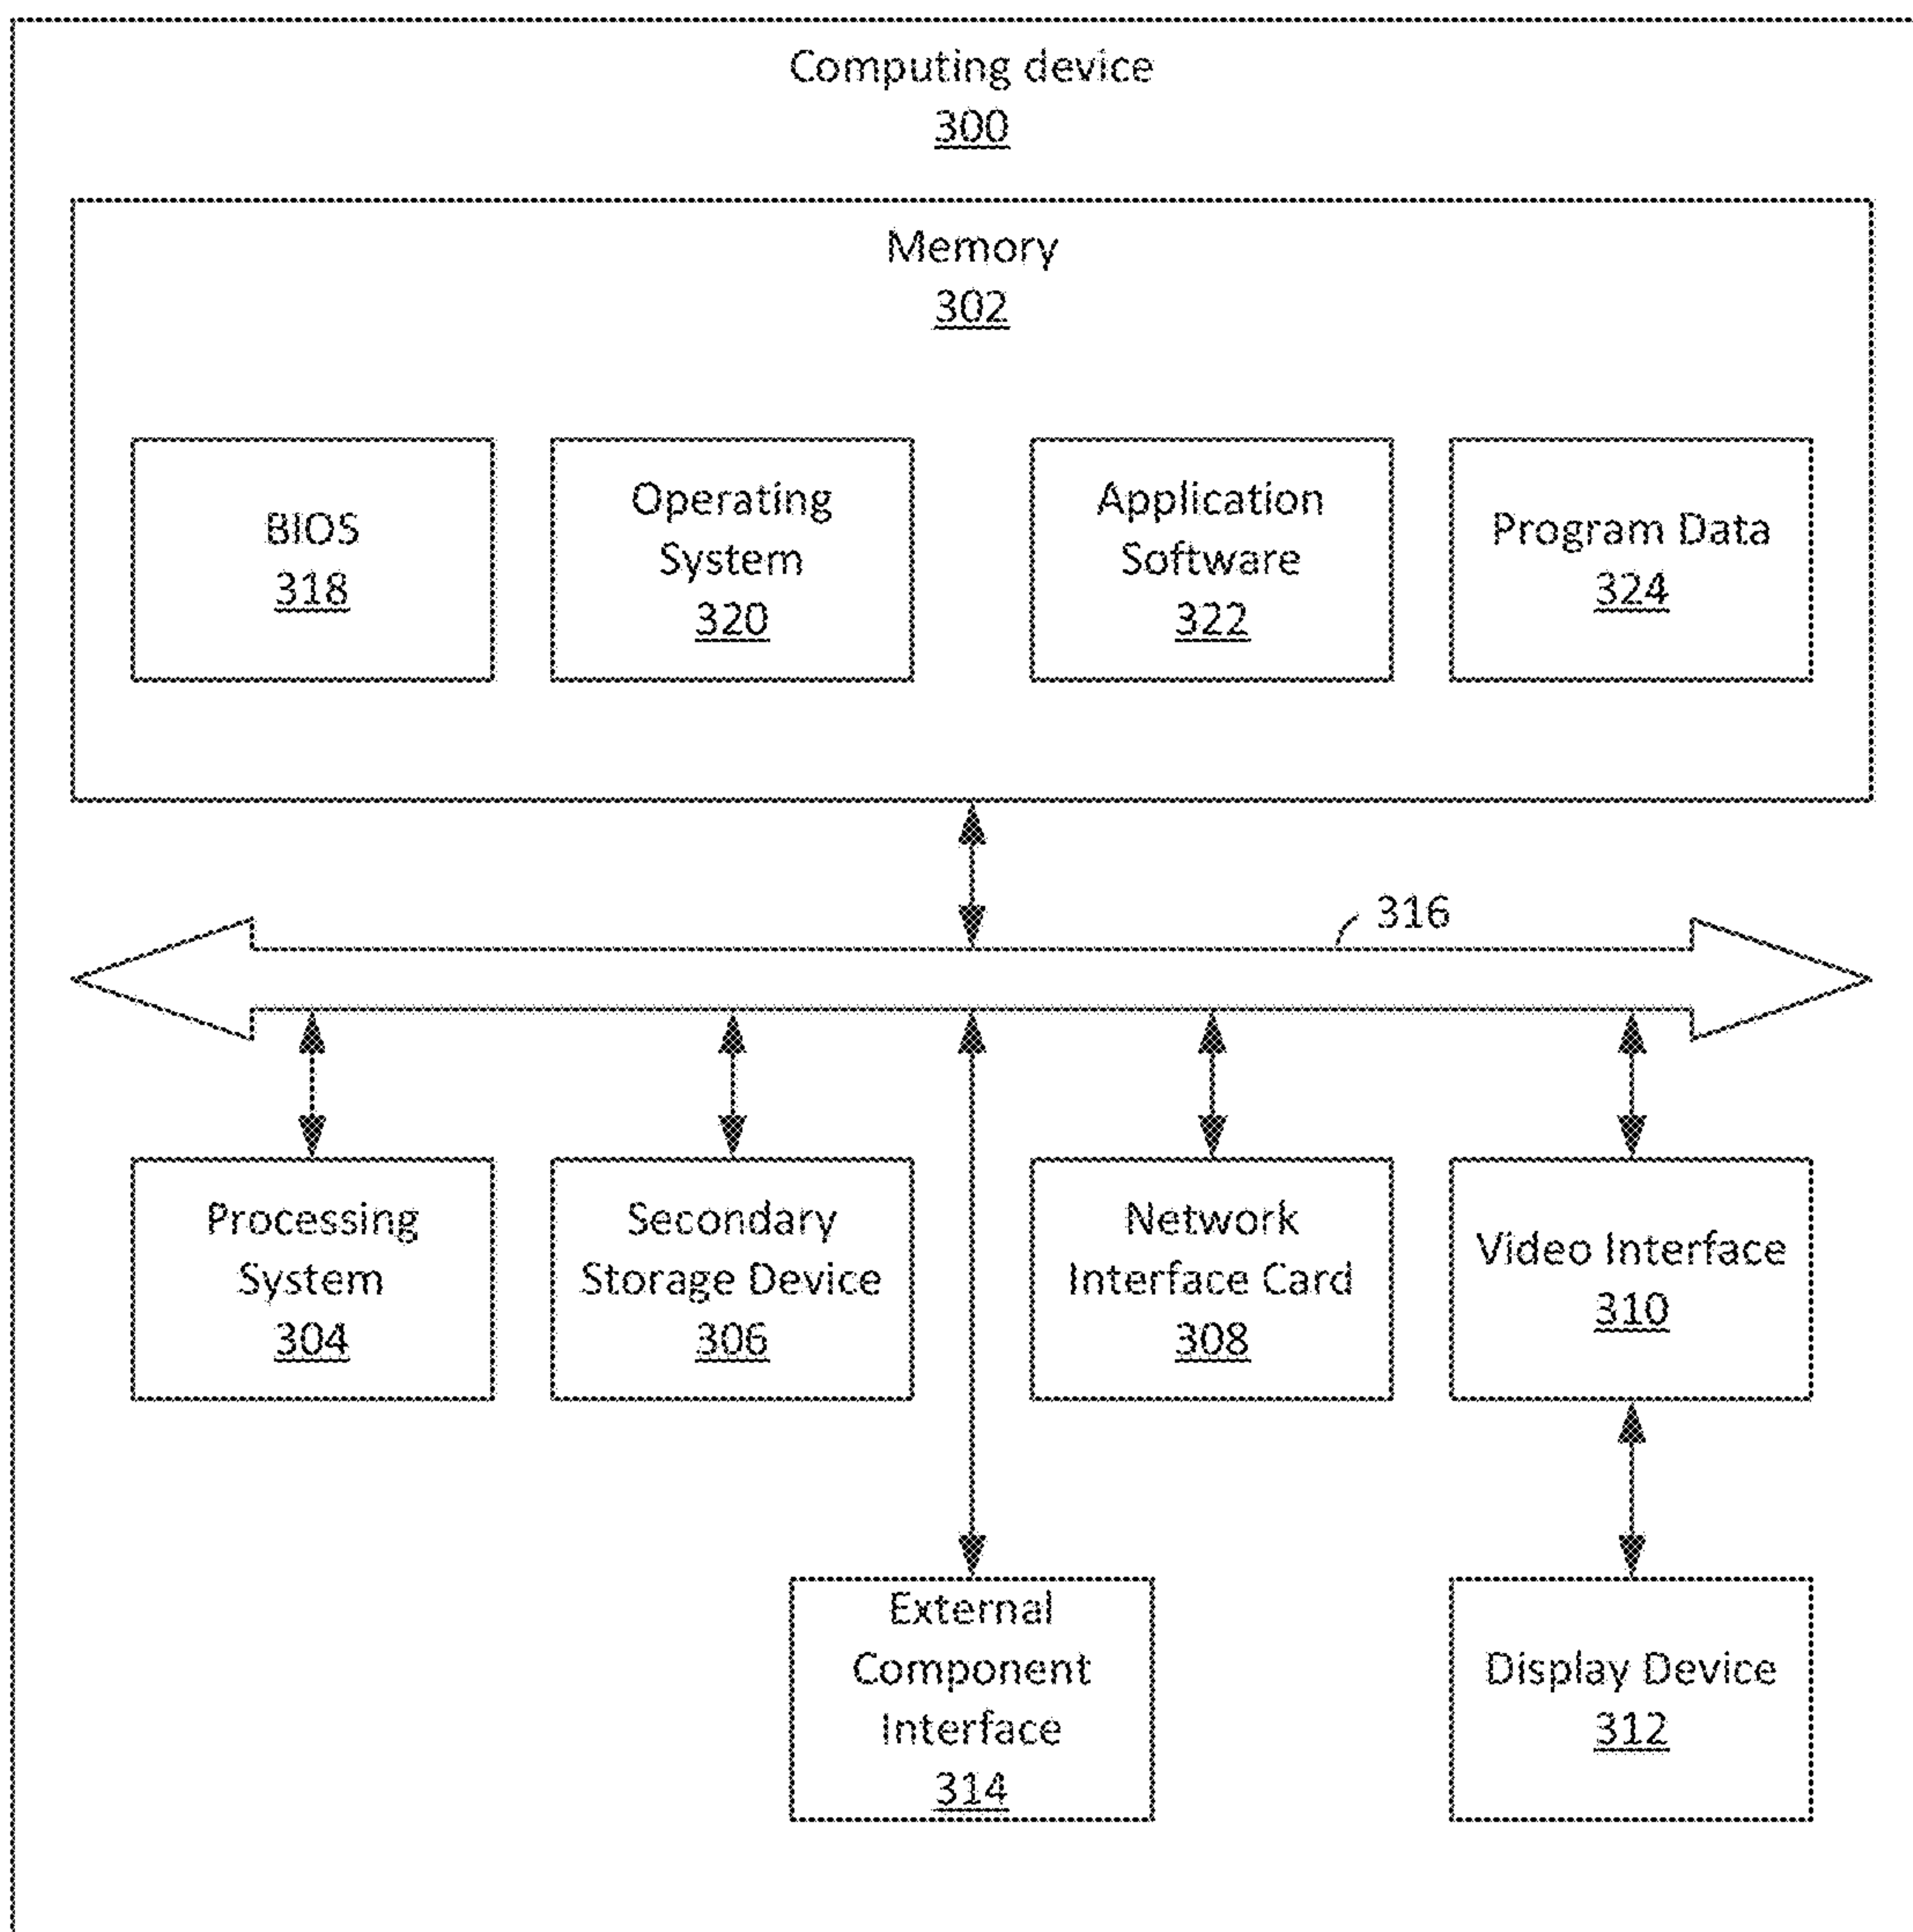 Computing device
300
Memory
302
BIOS
318
Operating
System
320
Application
Software
322
Program Data
324
316
Processing
System
304
Secondary
Storage Device
306
Network
Interface Card
308
Video Interface
310
External
Component
Interface
314
Display Device
312